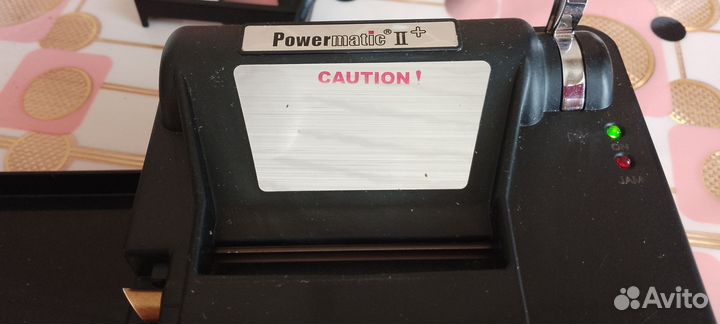 Powermatic® II+
CAUTION!
ON
JAM
Avito